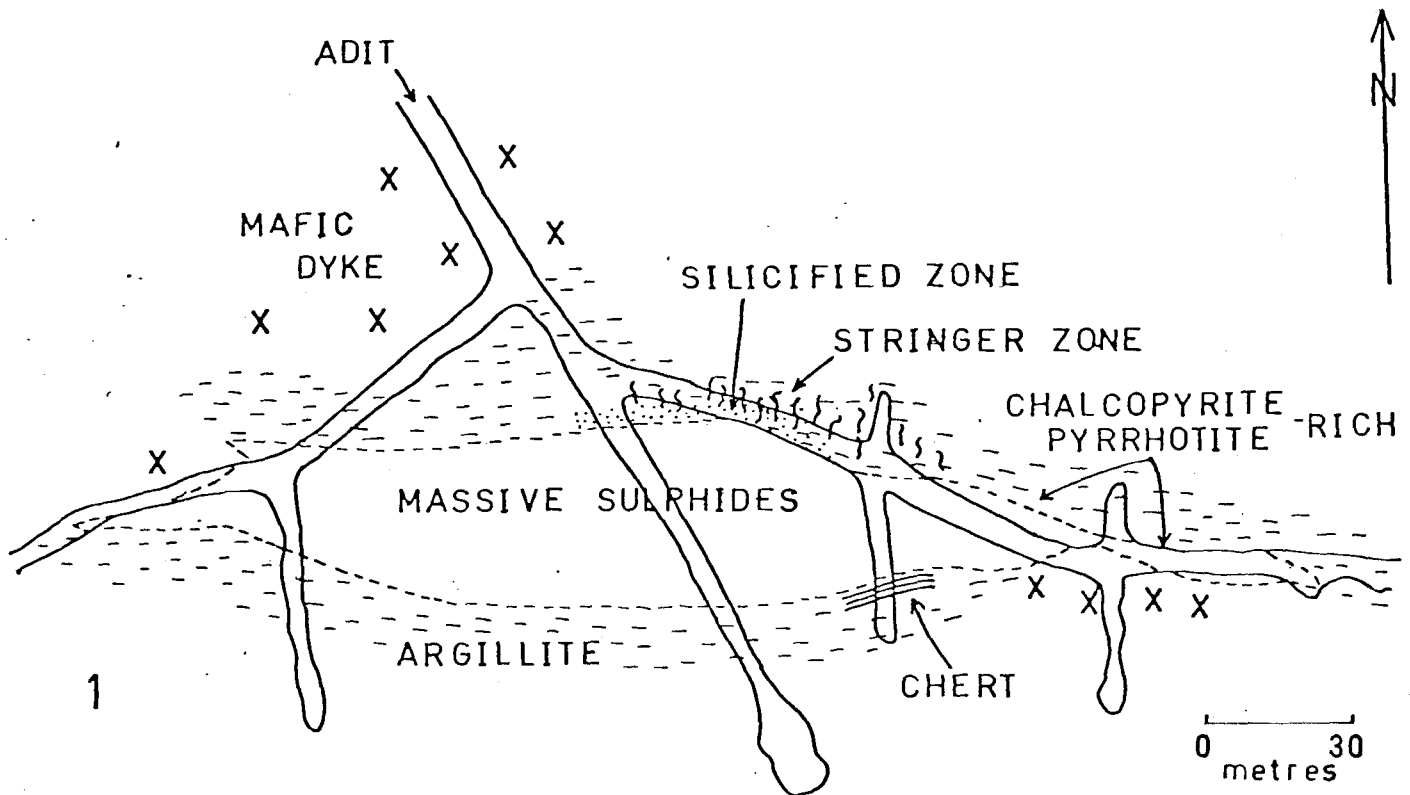 ADIT
N
MAFIC
DYKE
SILICIFIED ZONE
STRINGER ZONE
CHALCOPYRITE
PYRRHOTITE -RICH
MASSIVE SULPHIDES
ARGILLITE
CHERT
1
0 30
metres